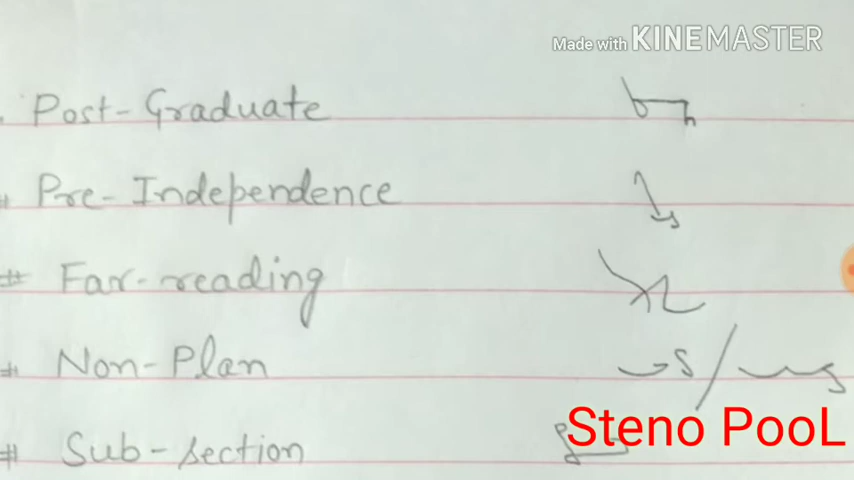 Made with KINEMASTER
Post-Graduate
# Pre-Independence
# Far-reading
# Non-Plan
# Sub-section
Steno PooL